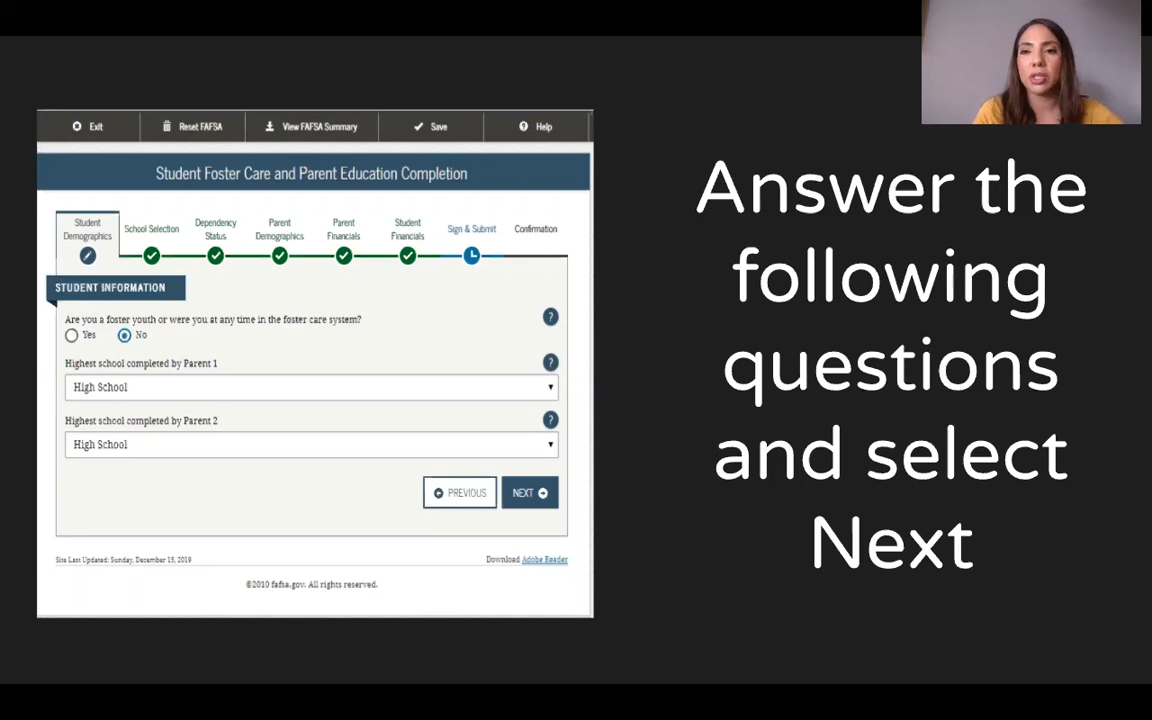 Exit
Reset FAFSA
View FAFSA Summary
Save
Help
Student Foster Care and Parent Education Completion
Student Demographics
School Selection
Dependency Status
Parent Demographics
Parent Financials
Student Financials
Sign & Submit
Confirmation
STUDENT INFORMATION
Are you a foster youth or were you at any time in the foster care system?
?
Yes
No
Highest school completed by Parent 1
?
High School
Highest school completed by Parent 2
?
High School
PREVIOUS
NEXT
Site Last Updated: Sunday, December 15, 2019
Download Adobe Reader
©2010 fafsa.gov. All rights reserved.
Answer the
following
questions
and select
Next